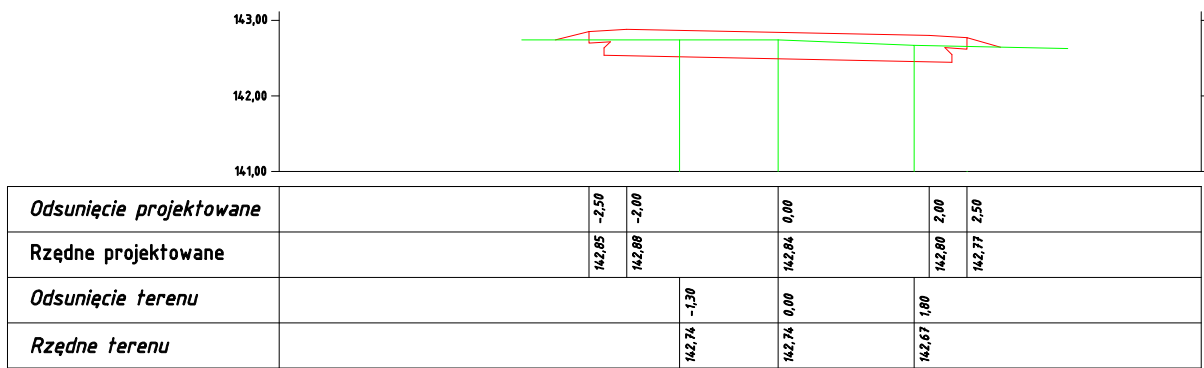 143,00
142,00
141,00
Odsunięcie projektowane -2,50 -2,00 0,00 2,00 2,50
Rzędne projektowane 142,85 142,88 142,84 142,80 142,77
Odsunięcie terenu -1,30 0,00 1,80
Rzędne terenu 142,74 142,74 142,67